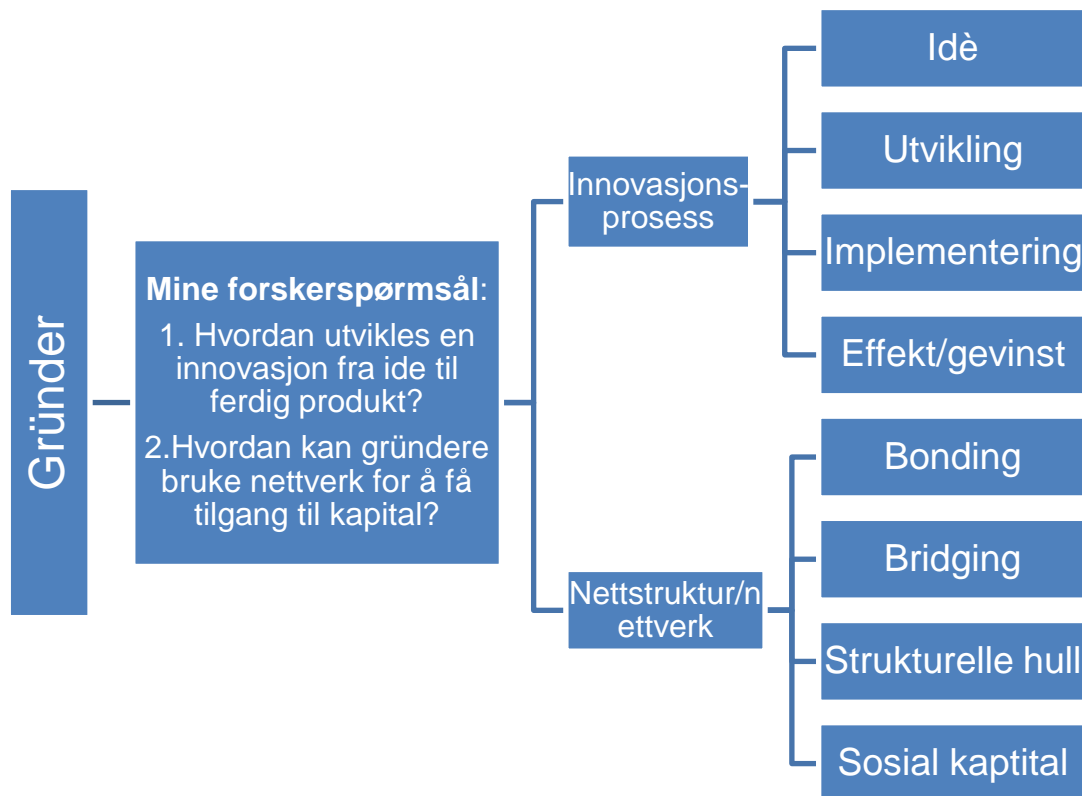 Gründer
Mine forskerspørmsål:
1. Hvordan utvikles en
innovasjon fra ide til
ferdig produkt?
2.Hvordan kan gründere
bruke nettverk for å få
tilgang til kapital?
Innovasjons-
prosess
Idè
Utvikling
Implementering
Effekt/gevinst
Nettstruktur/n
ettverk
Bonding
Bridging
Strukturelle hull
Sosial kaptital